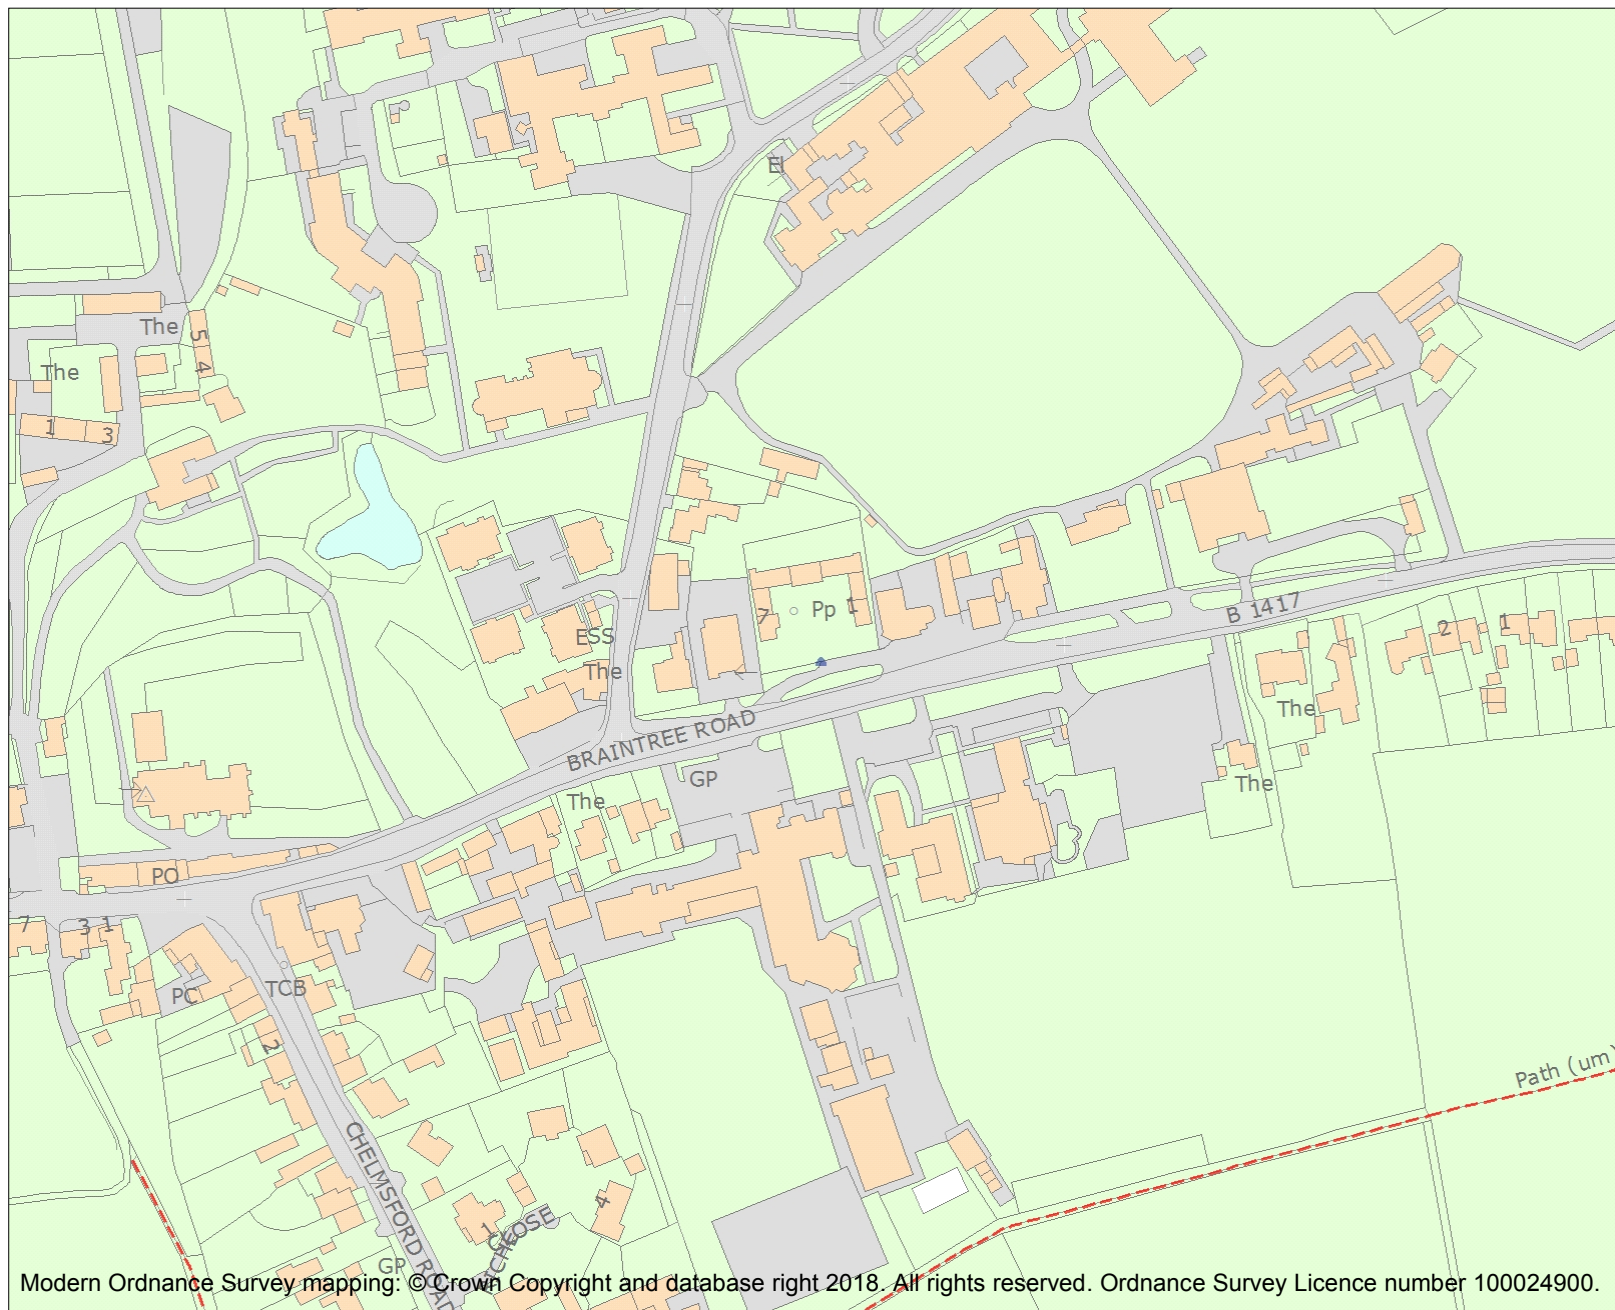 El
The
5
4
The
1
3
7
Pp
1
ESS
The
B 1417
2
1
The
BRAINTREE ROAD
GP
The
The
PO
7
3
1
PC
TCB
2
Path (um)
CHELMSFORD ROAD
4
1
CLOSE
GP
Modern Ordnance Survey mapping: © Crown Copyright and database right 2018. All rights reserved. Ordnance Survey Licence number 100024900.